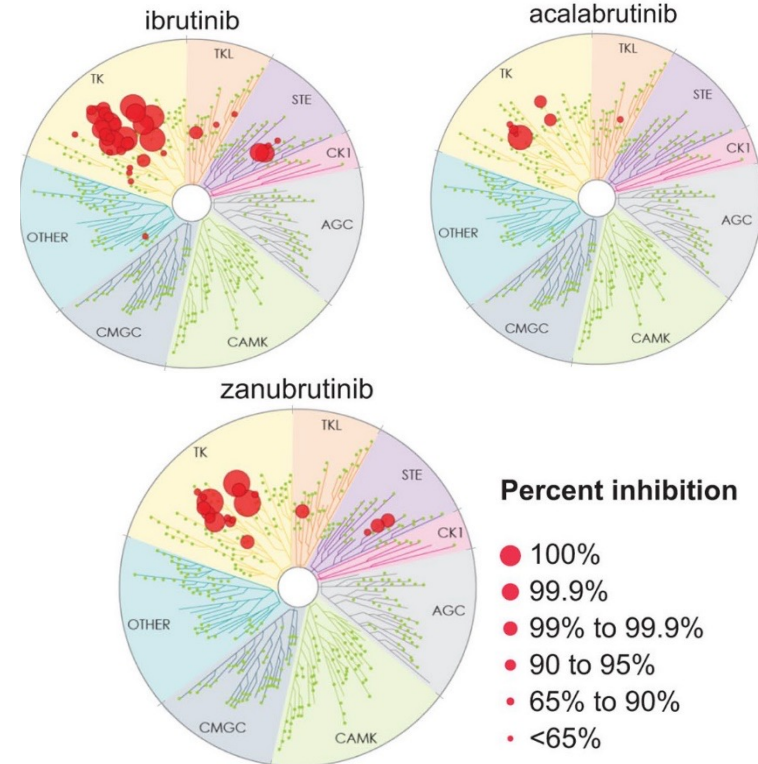 ibrutinib
TK
TKL
STE
CK1
AGC
CAMK
CMGC
OTHER
acalabrutinib
TK
TKL
STE
CK1
AGC
CAMK
CMGC
OTHER
zanubrutinib
TK
TKL
STE
CK1
AGC
CAMK
CMGC
OTHER
Percent inhibition
100%
99.9%
99% to 99.9%
90 to 95%
65% to 90%
<65%